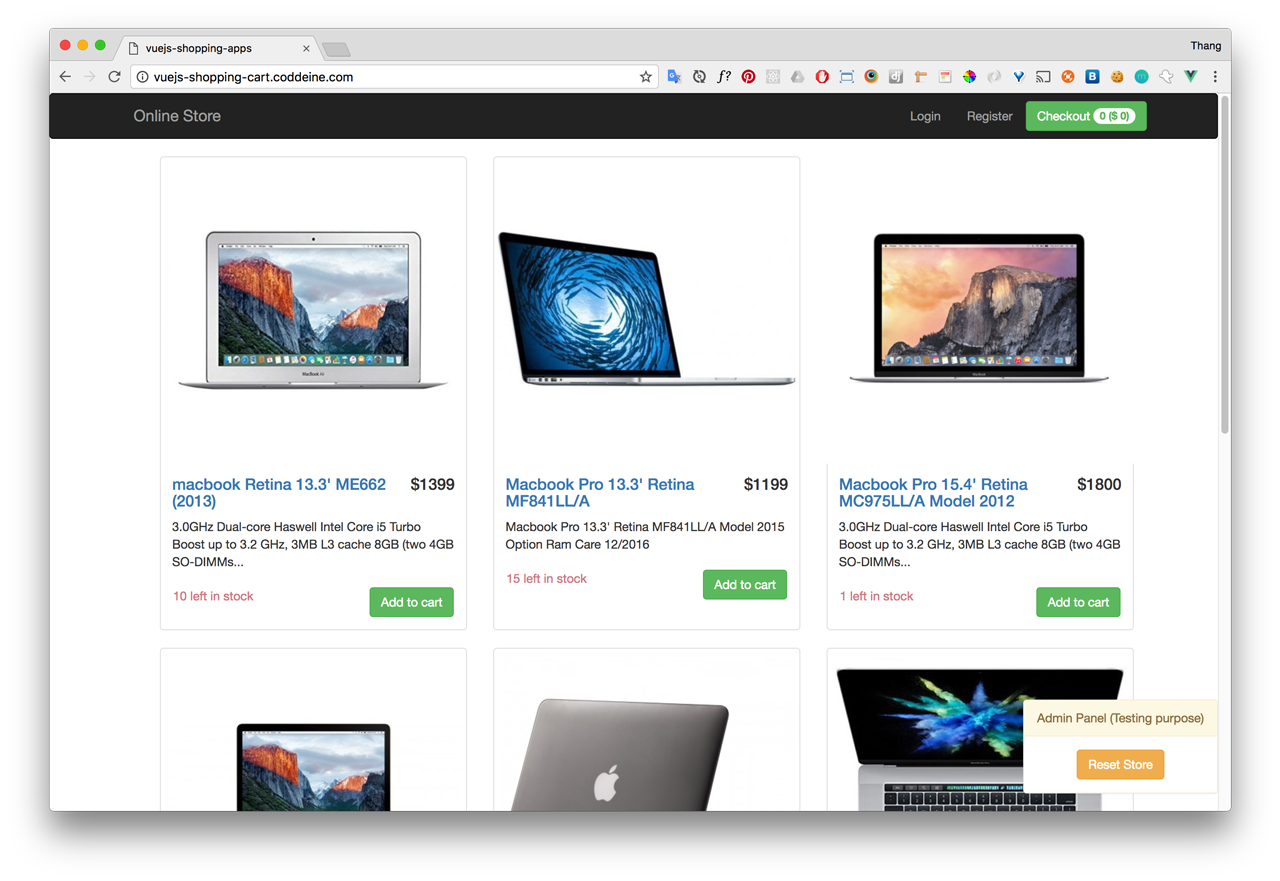 vuejs-shopping-apps
Thang
vuejs-shopping-cart.coddeine.com
Online Store
Login
Register
Checkout 0 ($ 0)
MacBook Air
macbook Retina 13.3' ME662 (2013)
$1399
3.0GHz Dual-core Haswell Intel Core i5 Turbo
Boost up to 3.2 GHz, 3MB L3 cache 8GB (two 4GB
SO-DIMMs...
10 left in stock
Add to cart
Macbook Pro 13.3' Retina
MF841LL/A
$1199
Macbook Pro 13.3' Retina MF841LL/A Model 2015
Option Ram Care 12/2016
15 left in stock
Add to cart
Macbook Pro 15.4' Retina
MC975LL/A Model 2012
$1800
3.0GHz Dual-core Haswell Intel Core i5 Turbo
Boost up to 3.2 GHz, 3MB L3 cache 8GB (two 4GB
SO-DIMMs...
1 left in stock
Add to cart
Admin Panel (Testing purpose)
Reset Store